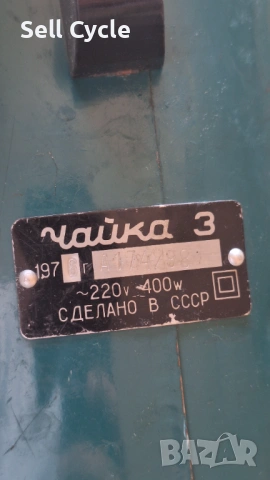 Sell Cycle
Чайка 3
197 г
~220v 400w
СДЕЛАНО В СССР
BAZAR